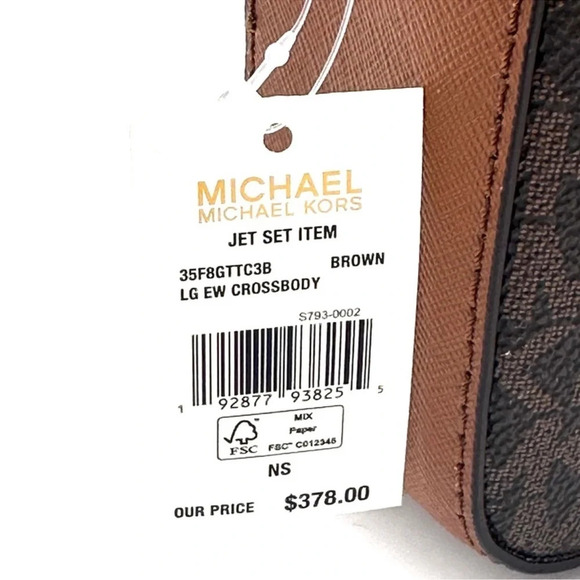 MICHAEL
MICHAEL KORS
JET SET ITEM
35F8GTTC3B BROWN
LG EW CROSSBODY
S793-0002
1 92877 93825 5
FSC
MIX
Paper
FSC™ C012345
NS
OUR PRICE $378.00